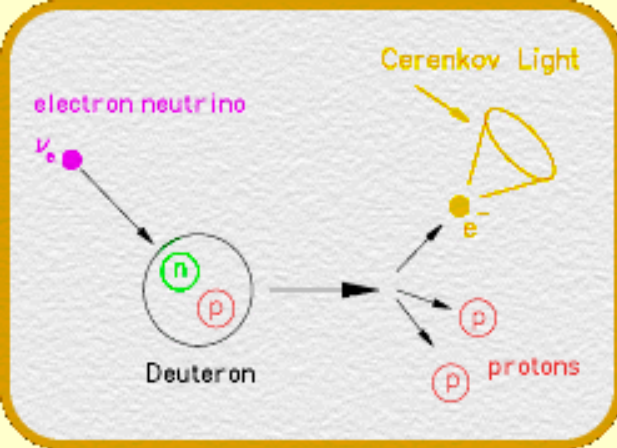 Cerenkov Light
electron neutrino
νe
e-
n
p
p
Deuteron
protons
p